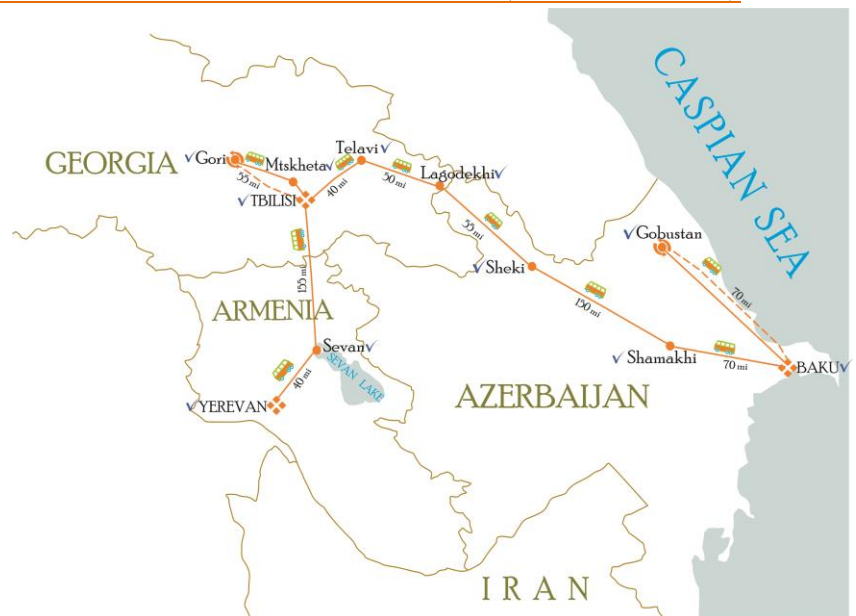 CASPIAN SEA
GEORGIA
Gori
Mtskheta
Telavi
Lagodekhi
55 mi
TBILISI
40 mi
50 mi
55 mi
Gobustan
Sheki
155 mi
150 mi
70 mi
ARMENIA
Sevan
SEVAN LAKE
40 mi
YEREVAN
Shamakhi
70 mi
BAKU
AZERBAIJAN
IRAN